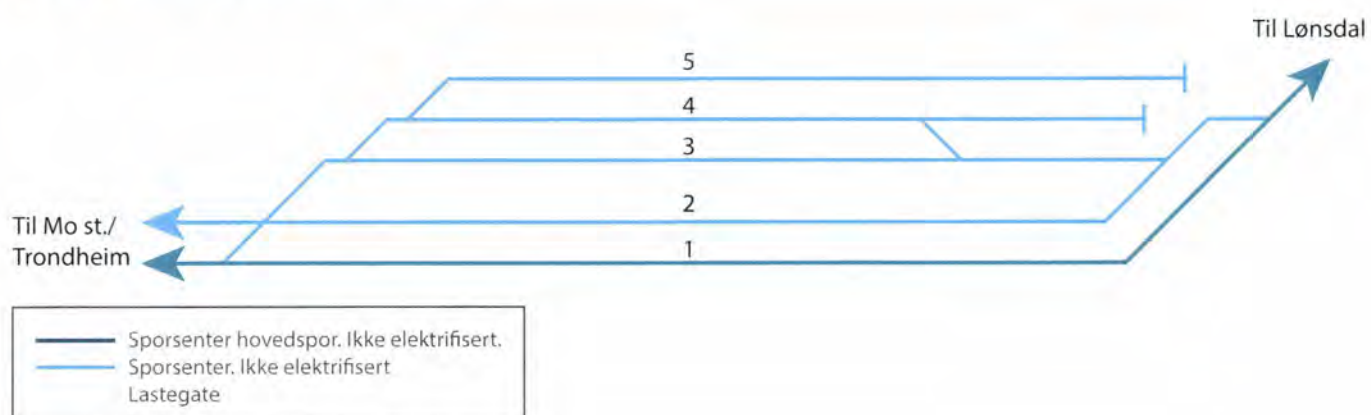 Til Lønsdal
5
4
3
2
1
Til Mo st./
Trondheim
Sporsenter hovedspor. Ikke elektrifisert.
Sporsenter. Ikke elektrifisert
Lastegate